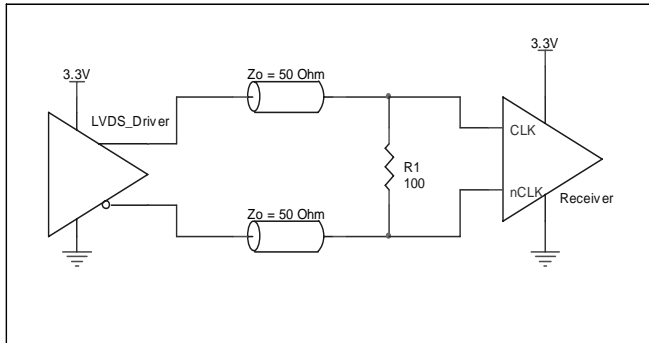 3.3V
LVDS_Driver
Zo = 50 Ohm
Zo = 50 Ohm
R1
100
3.3V
CLK
nCLK
Receiver